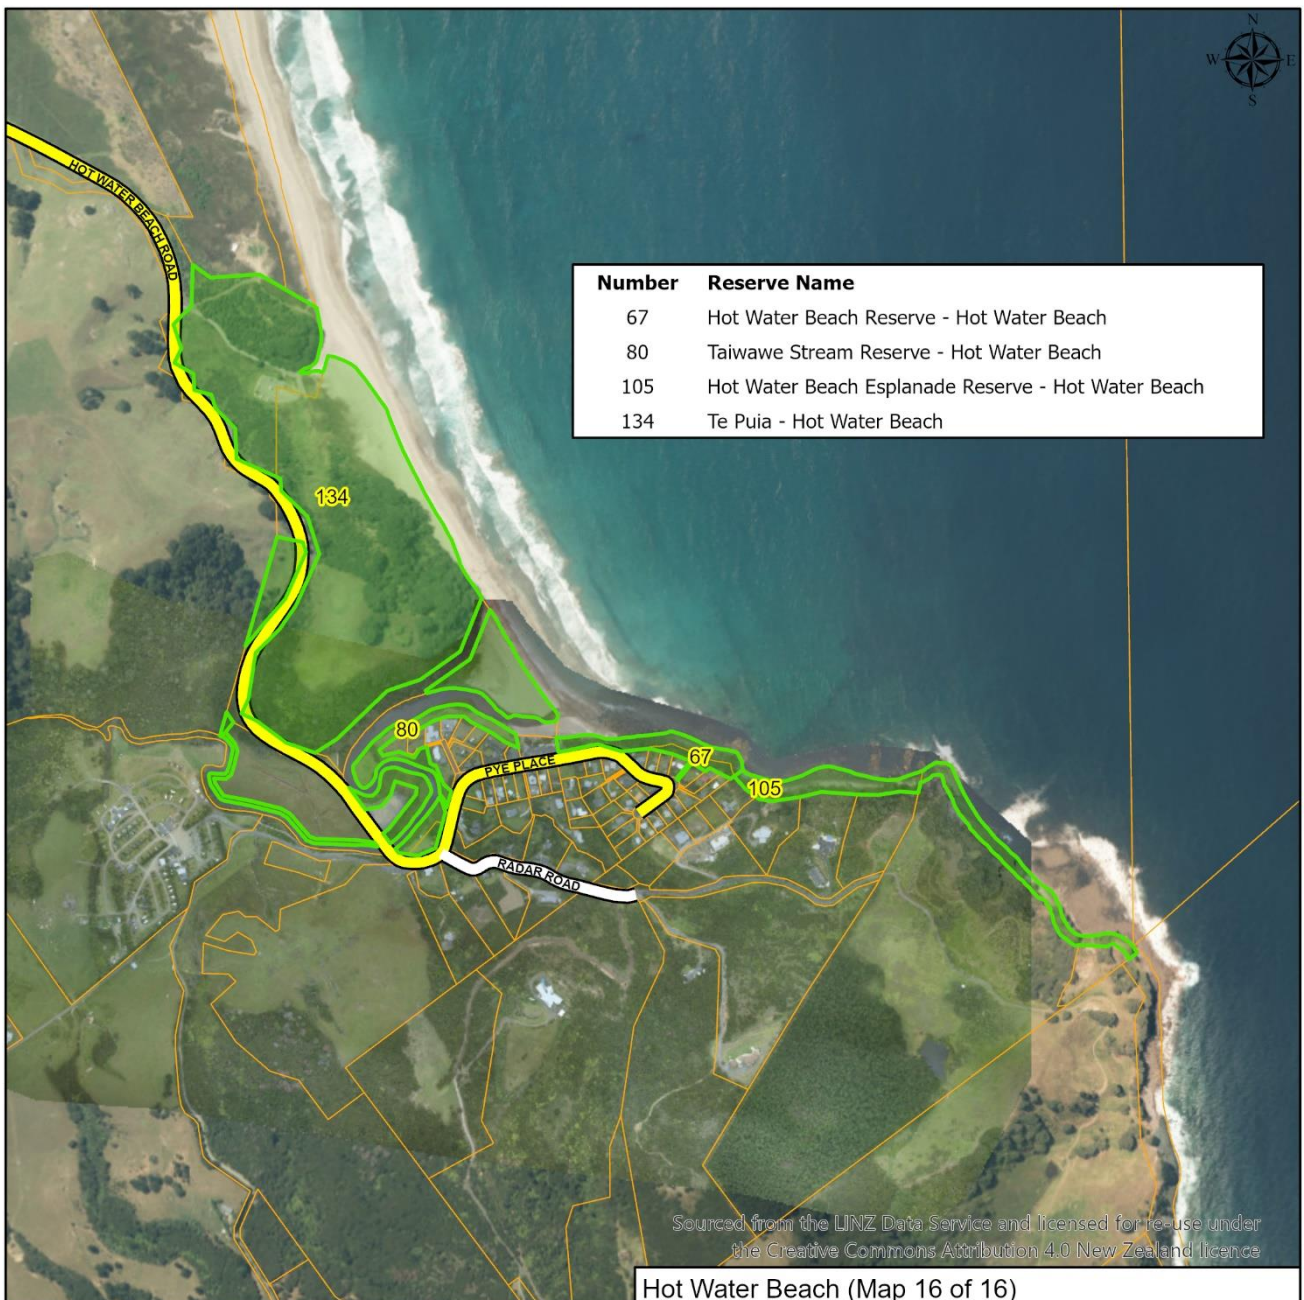 N
W E
S
HOT WATER BEACH ROAD
Number Reserve Name
67 Hot Water Beach Reserve - Hot Water Beach
80 Taiwawe Stream Reserve - Hot Water Beach
105 Hot Water Beach Esplanade Reserve - Hot Water Beach
134 Te Puia - Hot Water Beach
134
80
67
PYE PLACE
105
RADAR ROAD
Sourced from the LINZ Data Service and licensed for re-use under
the Creative Commons Attribution 4.0 New Zealand licence
Hot Water Beach (Map 16 of 16)